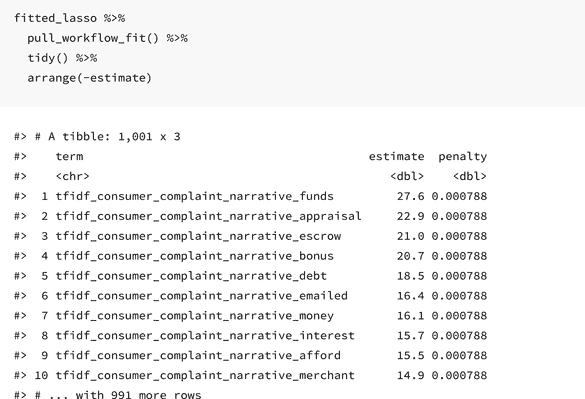 fitted_lasso %>%
  pull_workflow_fit() %>%
  tidy() %>%
  arrange(-estimate)
#> # A tibble: 1,001 x 3
#>    term                                         estimate  penalty
#>    <chr>                                           <dbl>    <dbl>
#>  1 tfidf_consumer_complaint_narrative_funds         27.6 0.000788
#>  2 tfidf_consumer_complaint_narrative_appraisal     22.9 0.000788
#>  3 tfidf_consumer_complaint_narrative_escrow        21.0 0.000788
#>  4 tfidf_consumer_complaint_narrative_bonus         20.7 0.000788
#>  5 tfidf_consumer_complaint_narrative_debt          18.5 0.000788
#>  6 tfidf_consumer_complaint_narrative_emailed       16.4 0.000788
#>  7 tfidf_consumer_complaint_narrative_money         16.1 0.000788
#>  8 tfidf_consumer_complaint_narrative_interest      15.7 0.000788
#>  9 tfidf_consumer_complaint_narrative_afford        15.5 0.000788
#> 10 tfidf_consumer_complaint_narrative_merchant      14.9 0.000788
#> # ... with 991 more rows